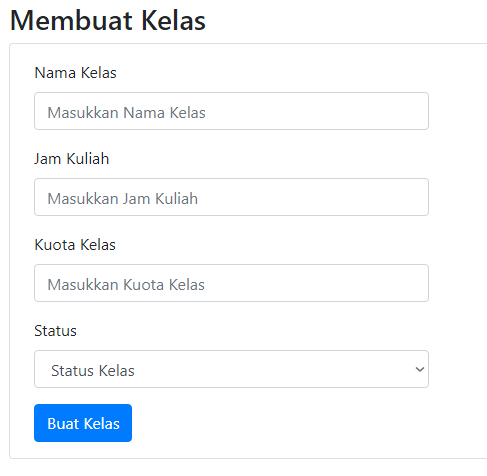 Membuat Kelas
Nama Kelas
Masukkan Nama Kelas
Jam Kuliah
Masukkan Jam Kuliah
Kuota Kelas
Masukkan Kuota Kelas
Status
Status Kelas
Buat Kelas